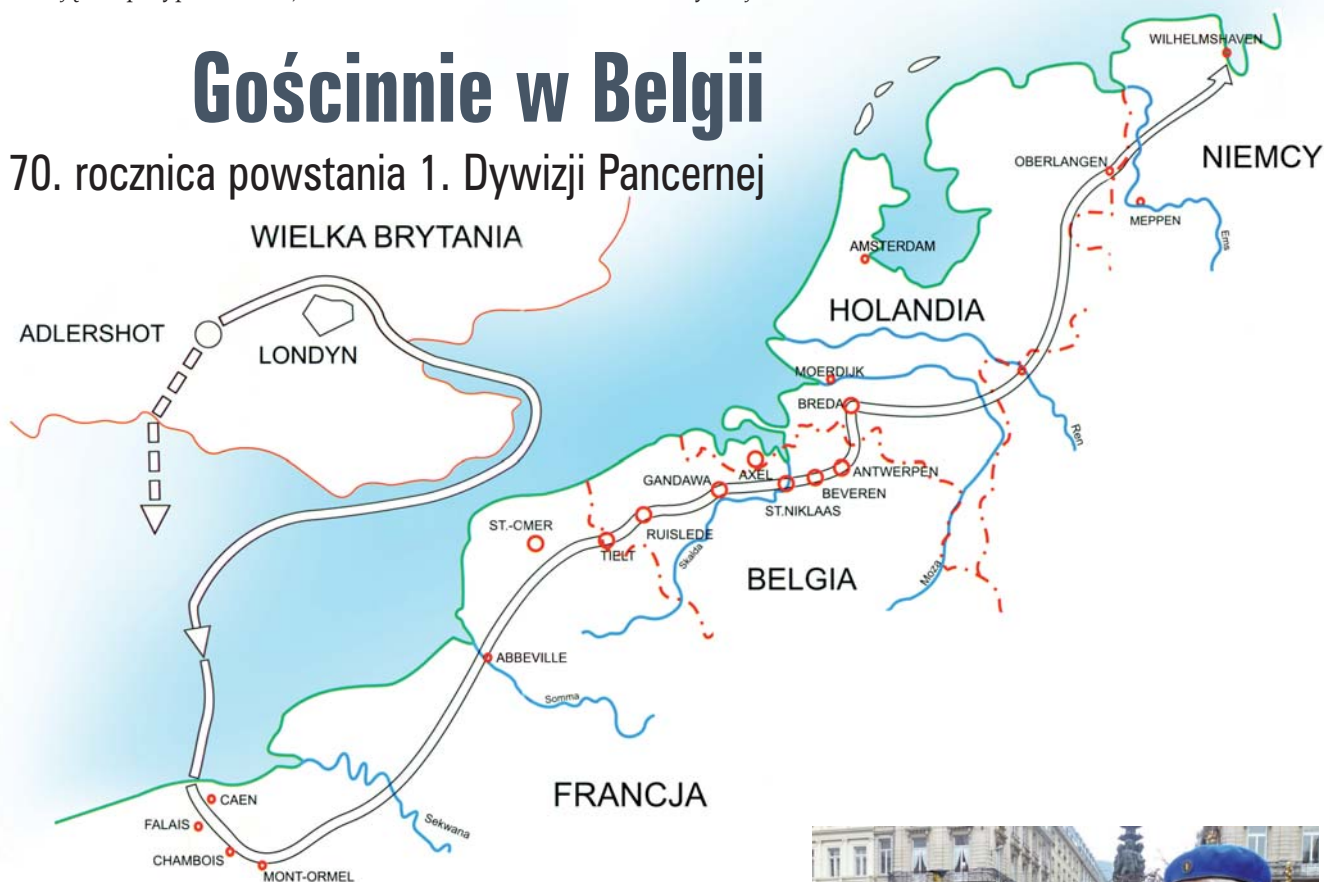 Gościnnie w Belgii
70. rocznica powstania 1. Dywizji Pancernej
WILHELMSHAVEN
OBERLANGEN
NIEMCY
MEPPEN
Ems
WIELKA BRYTANIA
AMSTERDAM
ADLERSHOT
LONDYN
HOLANDIA
MOERDIJK
BREDA
Ren
AXEL
ANTWERPEN
GANDAWA
BEVEREN
ST.NIKLAAS
ST.-OMER
RUISLEDE
TIELT
Skalda
BELGIA
Moza
ABBEVILLE
Somma
FRANCJA
CAEN
FALAIS
Sekwana
CHAMBOIS
MONT-ORMEL